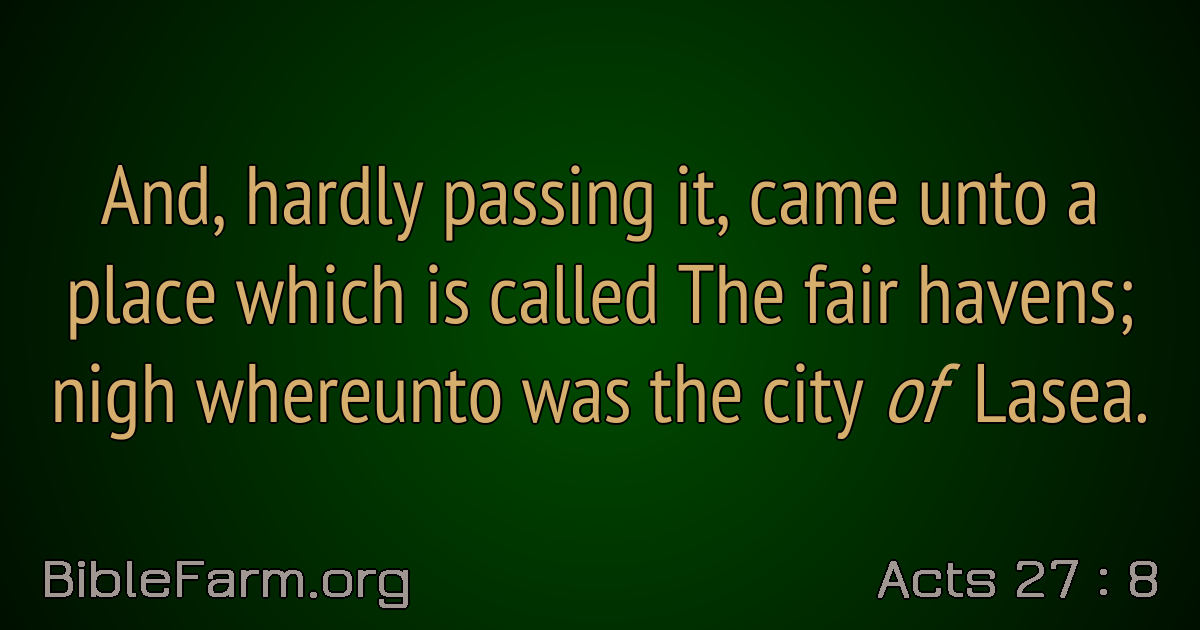 And, hardly passing it, came unto a
place which is called The fair havens;
nigh whereunto was the city of Lasea.
BibleFarm.org
Acts 27 : 8